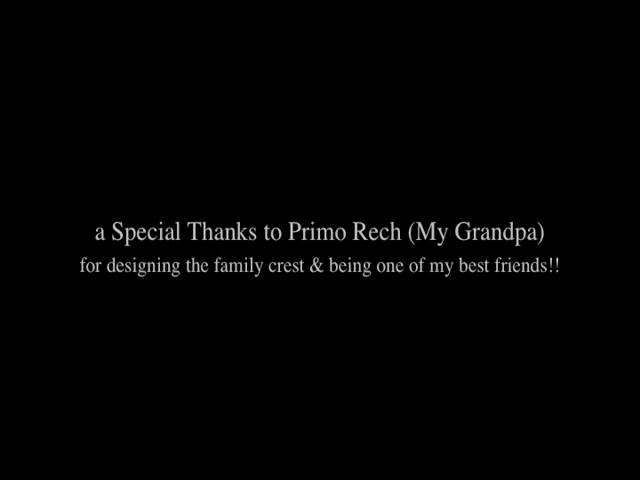 a Special Thanks to Primo Rech (My Grandpa)
for designing the family crest & being one of my best friends!!